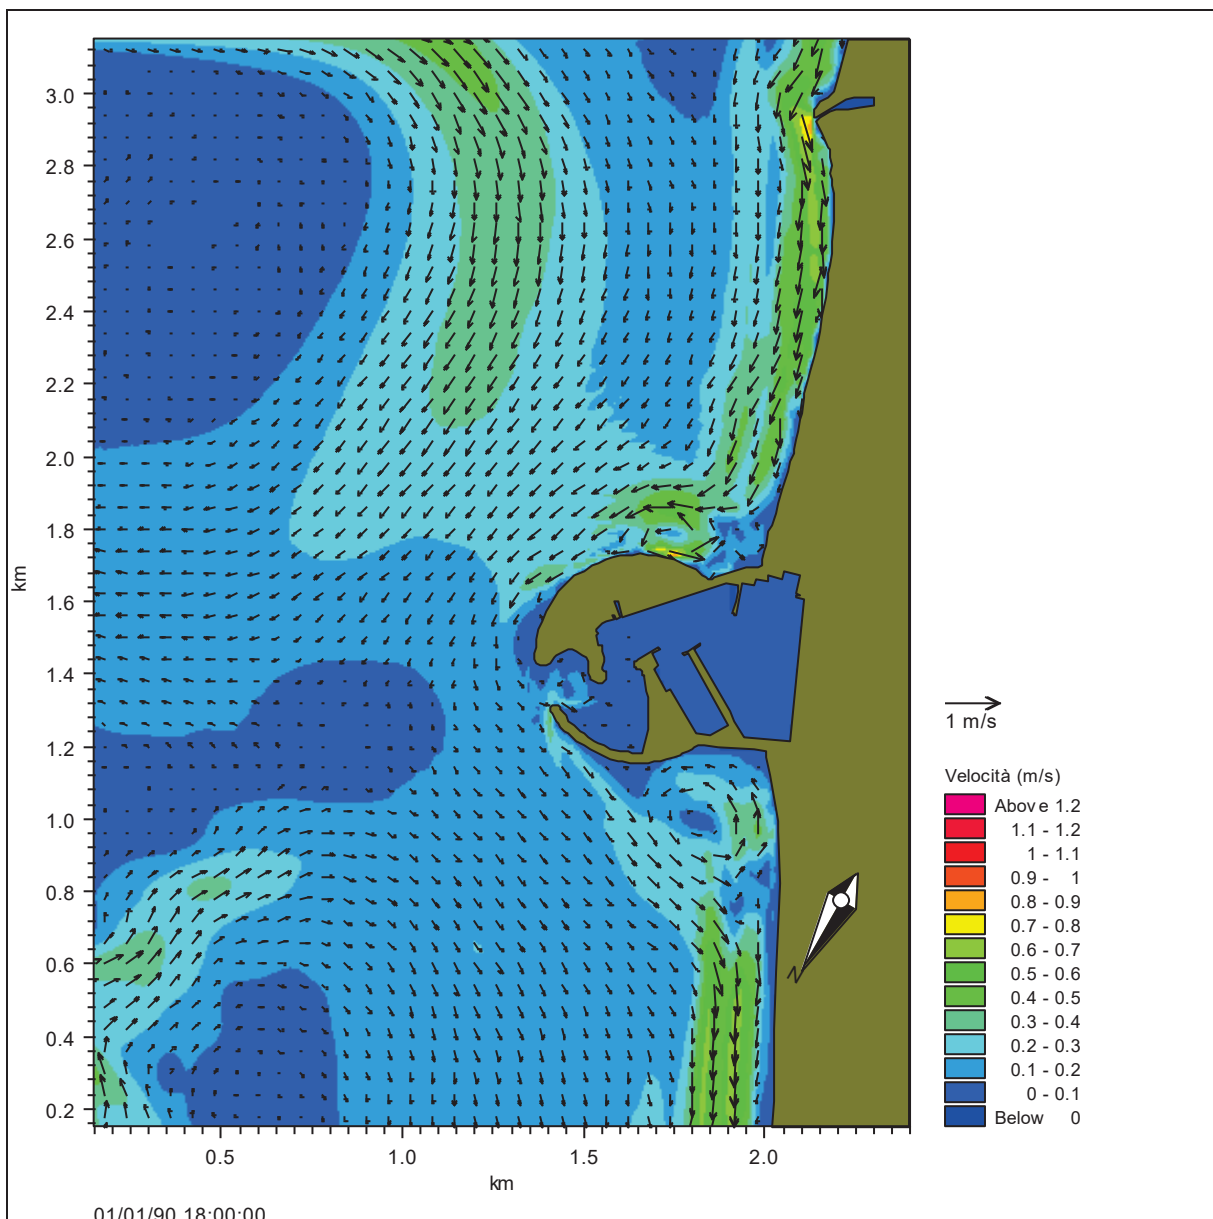 3.0
2.8
2.6
2.4
2.2
2.0
1.8
1.6
1.4
1.2
1.0
0.8
0.6
0.4
0.2
km
0.5 1.0 1.5 2.0
km
01/01/90 18:00:00
1 m/s
Velocità (m/s)
Above 1.2
1.1 - 1.2
1 - 1.1
0.9 - 1
0.8 - 0.9
0.7 - 0.8
0.6 - 0.7
0.5 - 0.6
0.4 - 0.5
0.3 - 0.4
0.2 - 0.3
0.1 - 0.2
0 - 0.1
Below 0
N